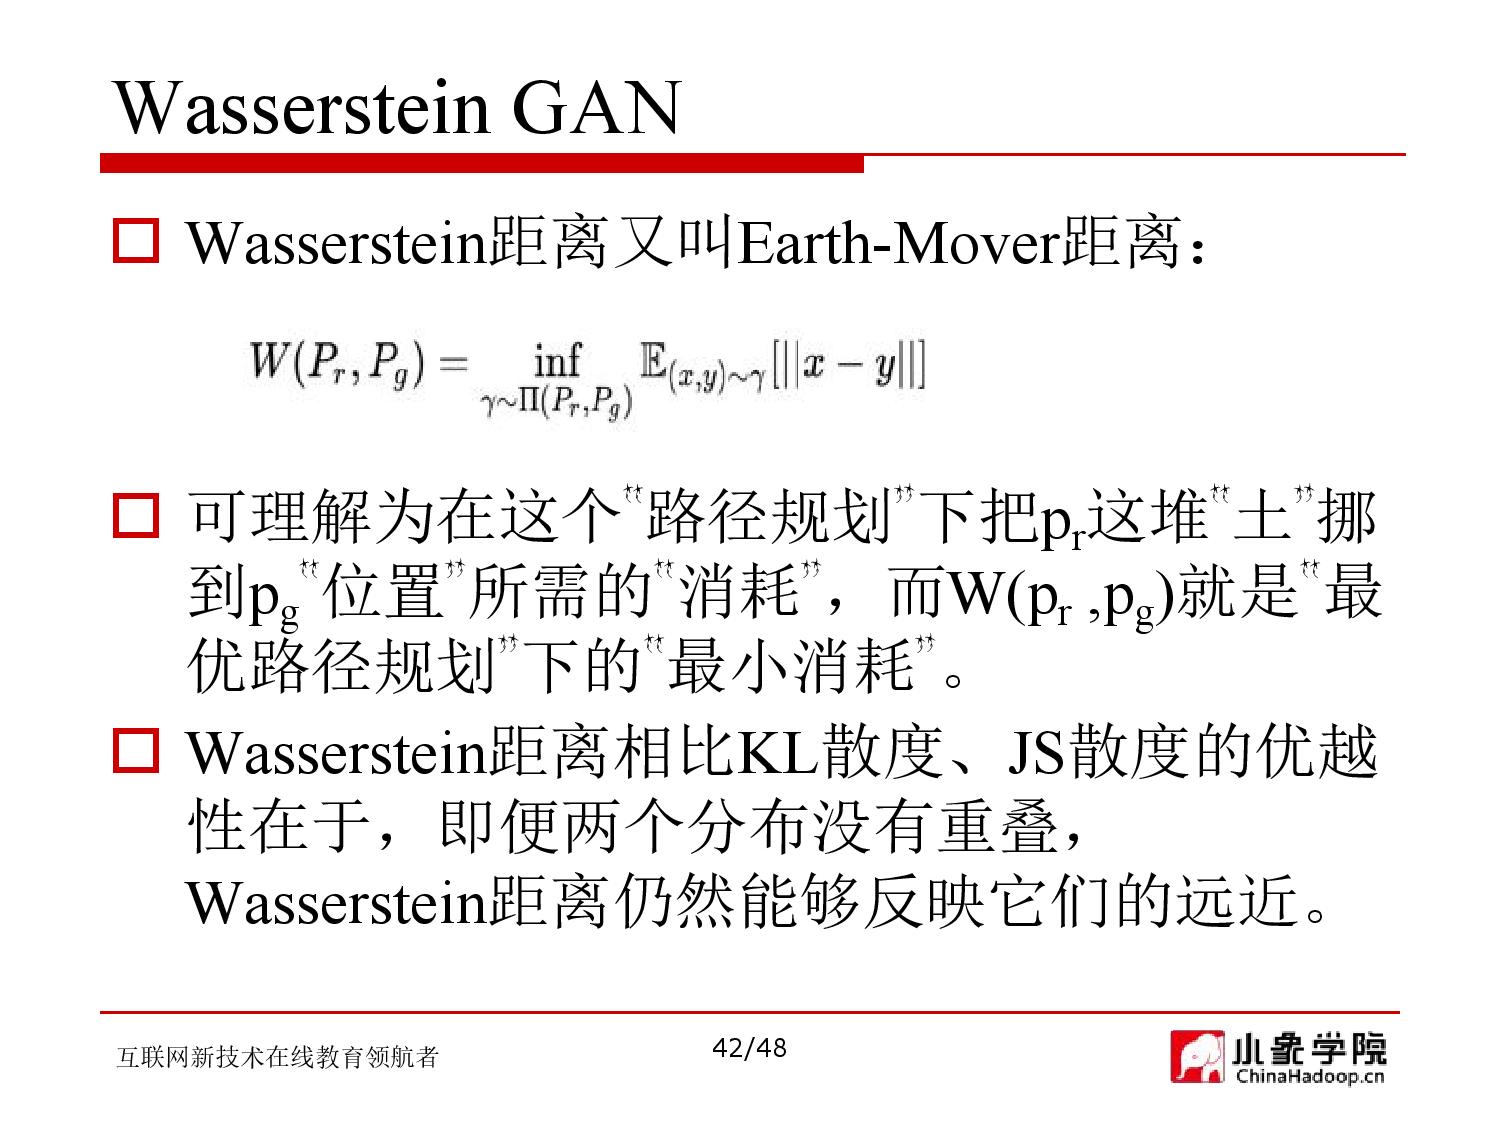 Wasserstein GAN
Wasserstein距离又叫Earth-Mover距离：
W(P_r, P_g) = inf_{γ∼Π(P_r,P_g)} 𝔼_{(x,y)∼γ}[||x − y||]
可理解为在这个“路径规划”下把p_r这堆“土”挪
到p_g“位置”所需的“消耗”，而W(p_r ,p_g)就是“最
优路径规划”下的“最小消耗”。
Wasserstein距离相比KL散度、JS散度的优越
性在于，即便两个分布没有重叠，
Wasserstein距离仍然能够反映它们的远近。
互联网新技术在线教育领航者
42/48
小象学院
ChinaHadoop.cn